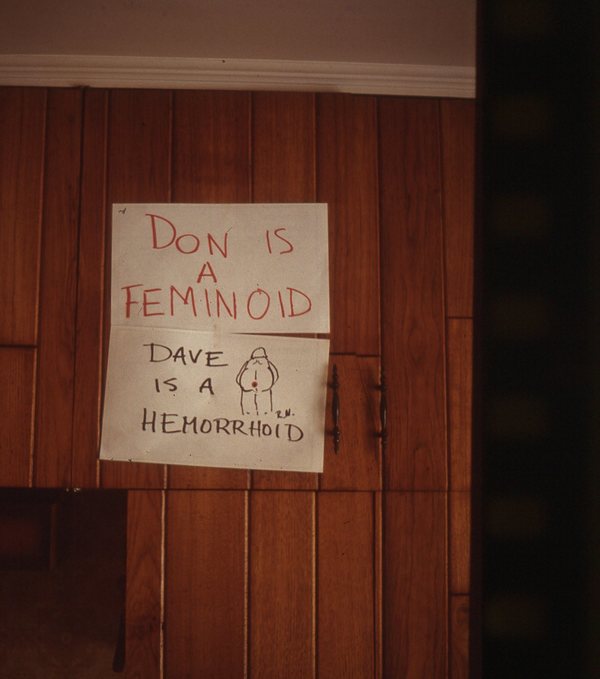 DON IS
A
FEMINOID
DAVE
IS A
HEMORRHOID
R.N.